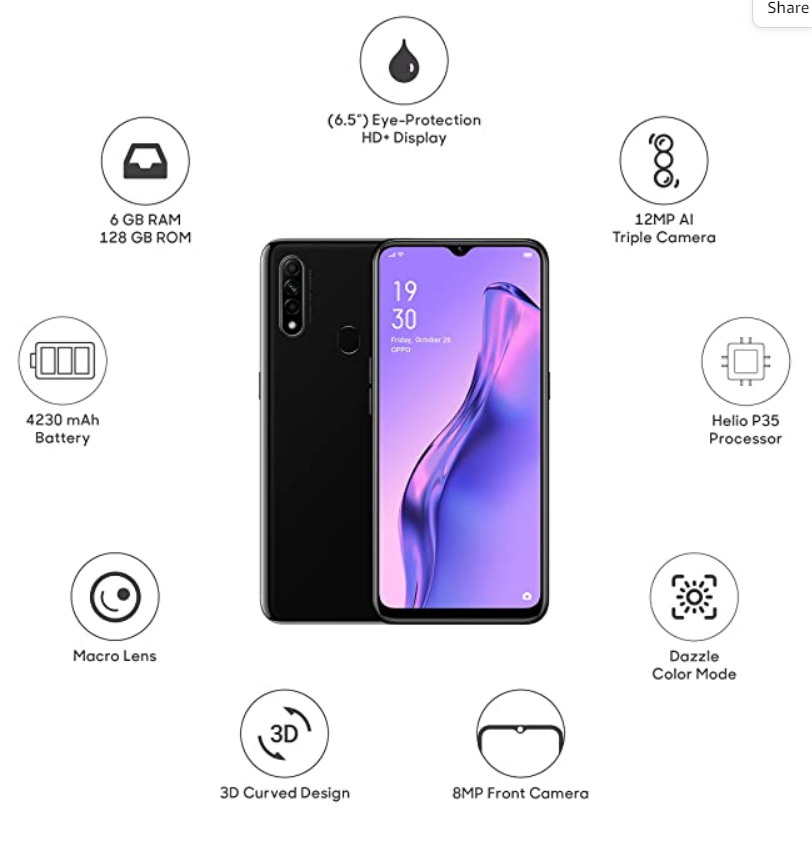 Share
(6.5") Eye-Protection
HD+ Display
6 GB RAM
128 GB ROM
12MP AI
Triple Camera
19
30
Friday, October 26
OPPO
4230 mAh
Battery
Helio P35
Processor
Macro Lens
Dazzle
Color Mode
3D
3D Curved Design
8MP Front Camera